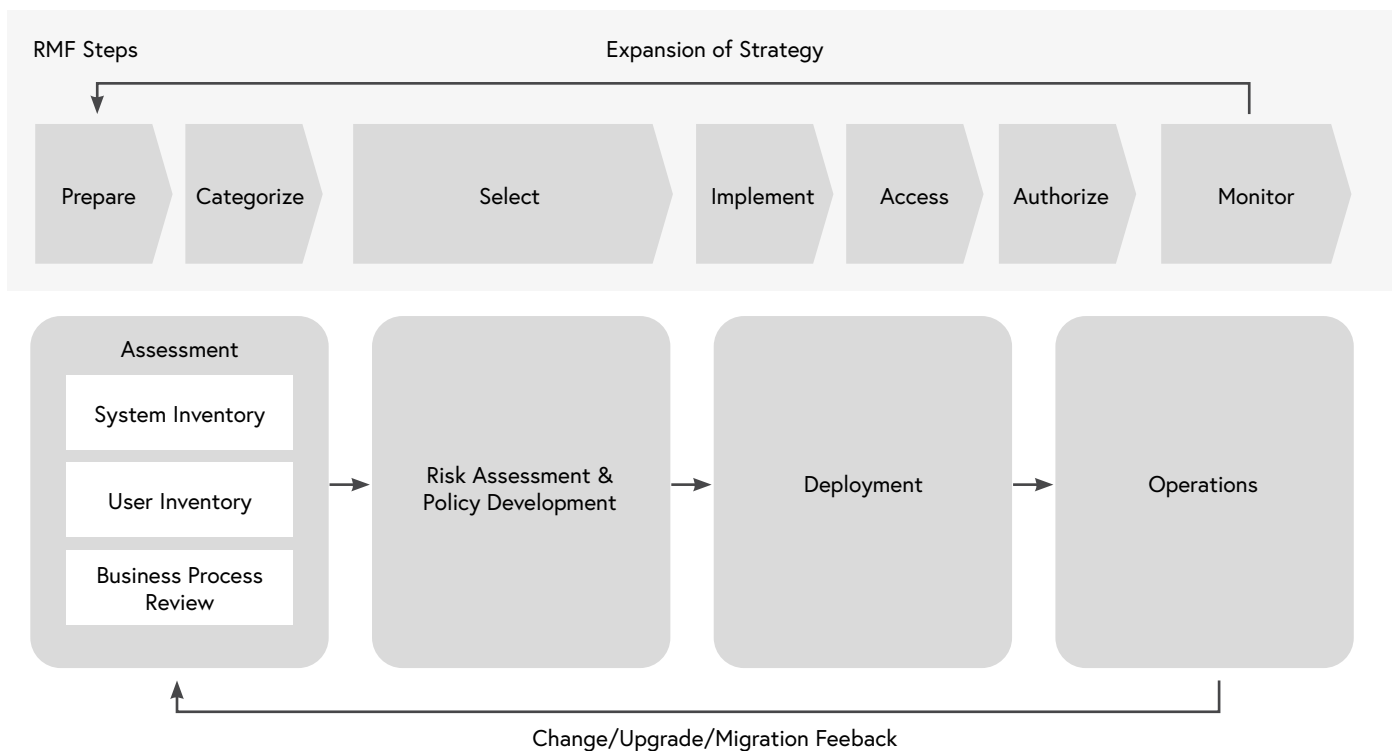 RMF Steps
Expansion of Strategy
Prepare
Categorize
Select
Implement
Access
Authorize
Monitor
Assessment
System Inventory
User Inventory
Business Process
Review
Risk Assessment &
Policy Development
Deployment
Operations
Change/Upgrade/Migration Feeback